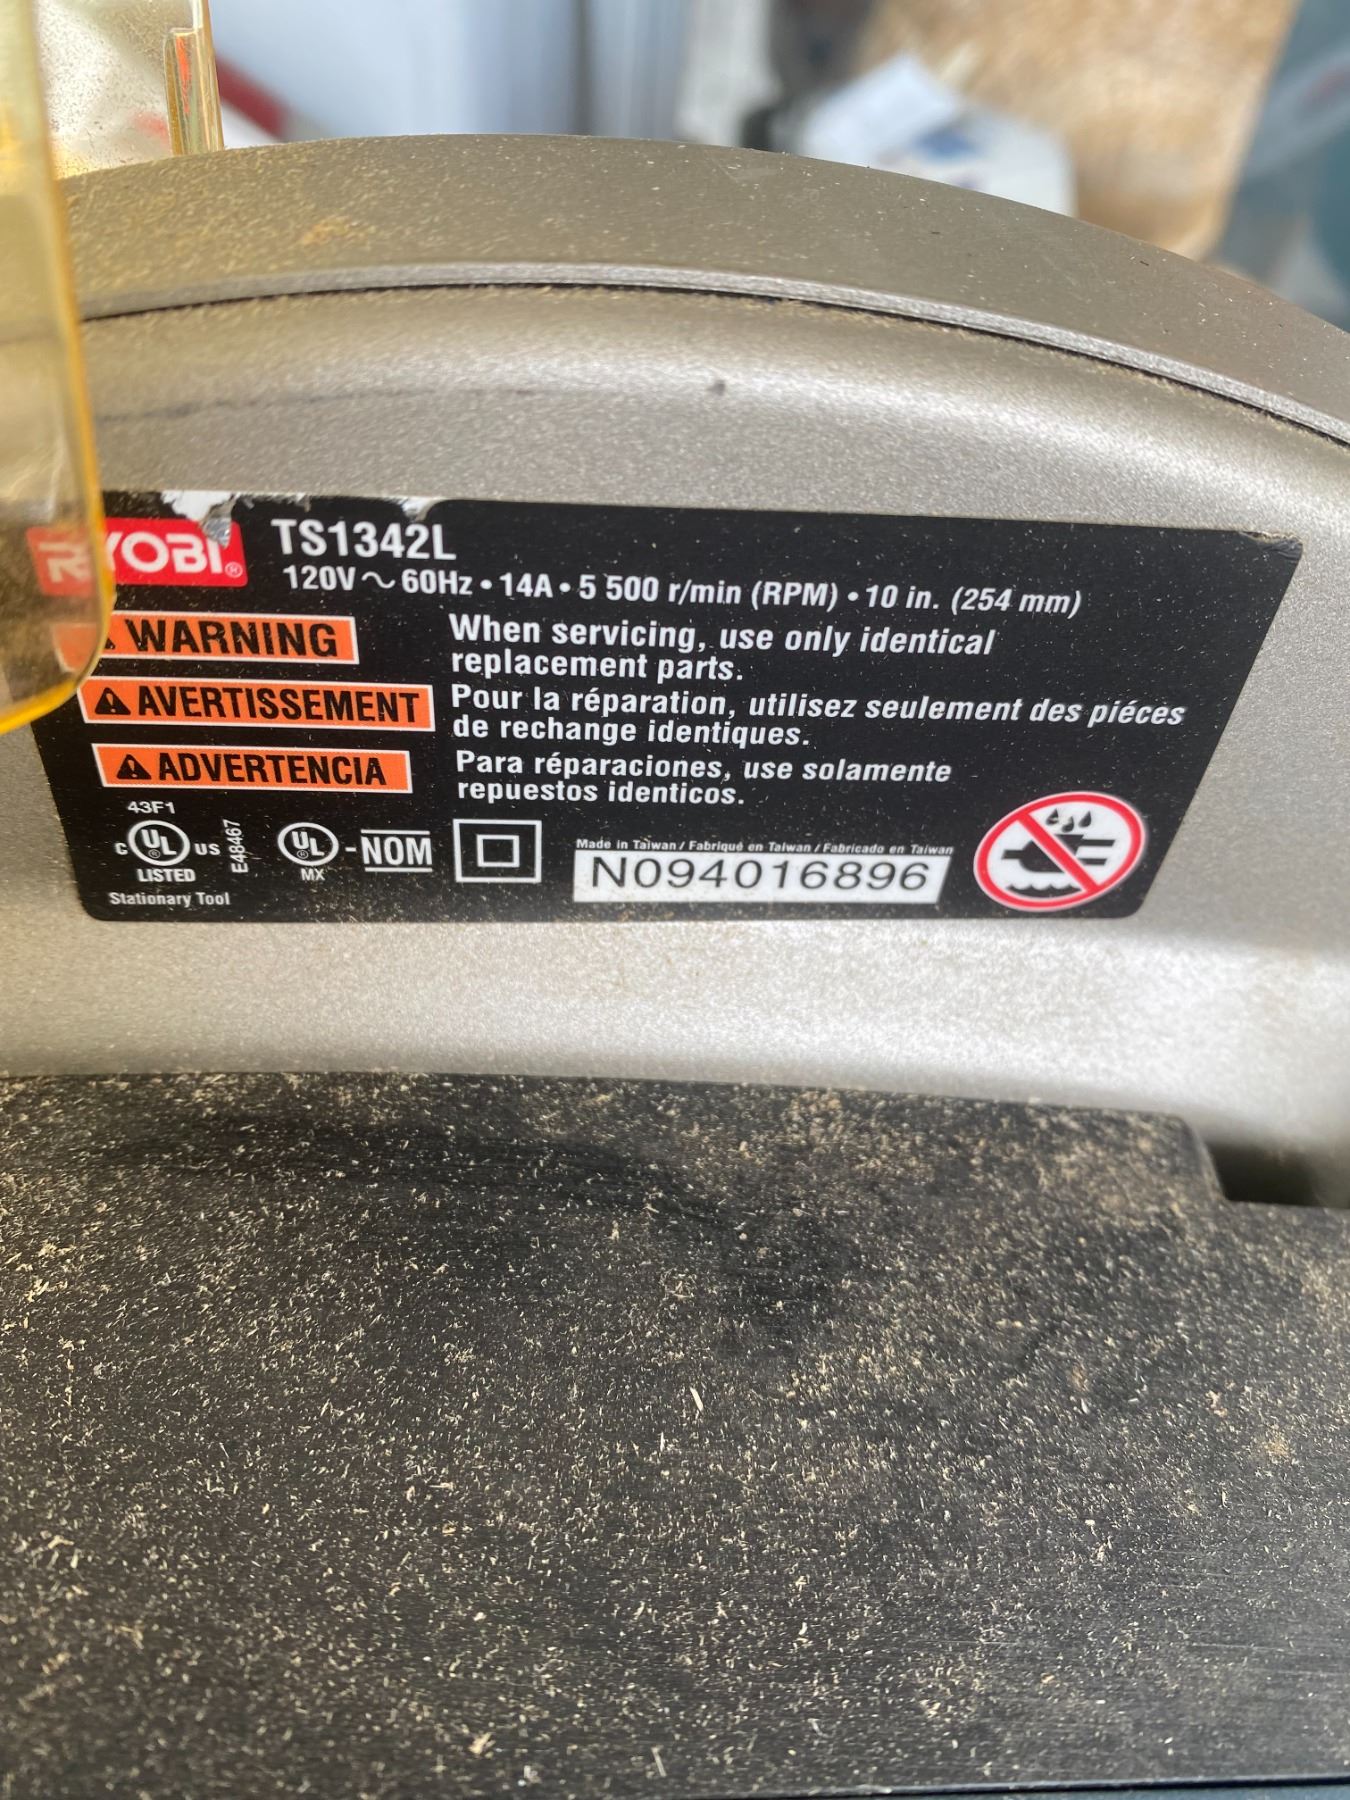 RYOBI® TS1342L
120V ~ 60Hz • 14A • 5 500 r/min (RPM) • 10 in. (254 mm)
WARNING
When servicing, use only identical
replacement parts.
AVERTISSEMENT
Pour la réparation, utilisez seulement des piéces
de rechange identiques.
ADVERTENCIA
Para réparaciones, use solamente
repuestos identicos.
43F1
C UL ® US
LISTED
E48467
UL ® - NOM
MX
Stationary Tool
Made in Taiwan / Fabriqué en Taiwan / Fabricado en Taiwan
N094016896